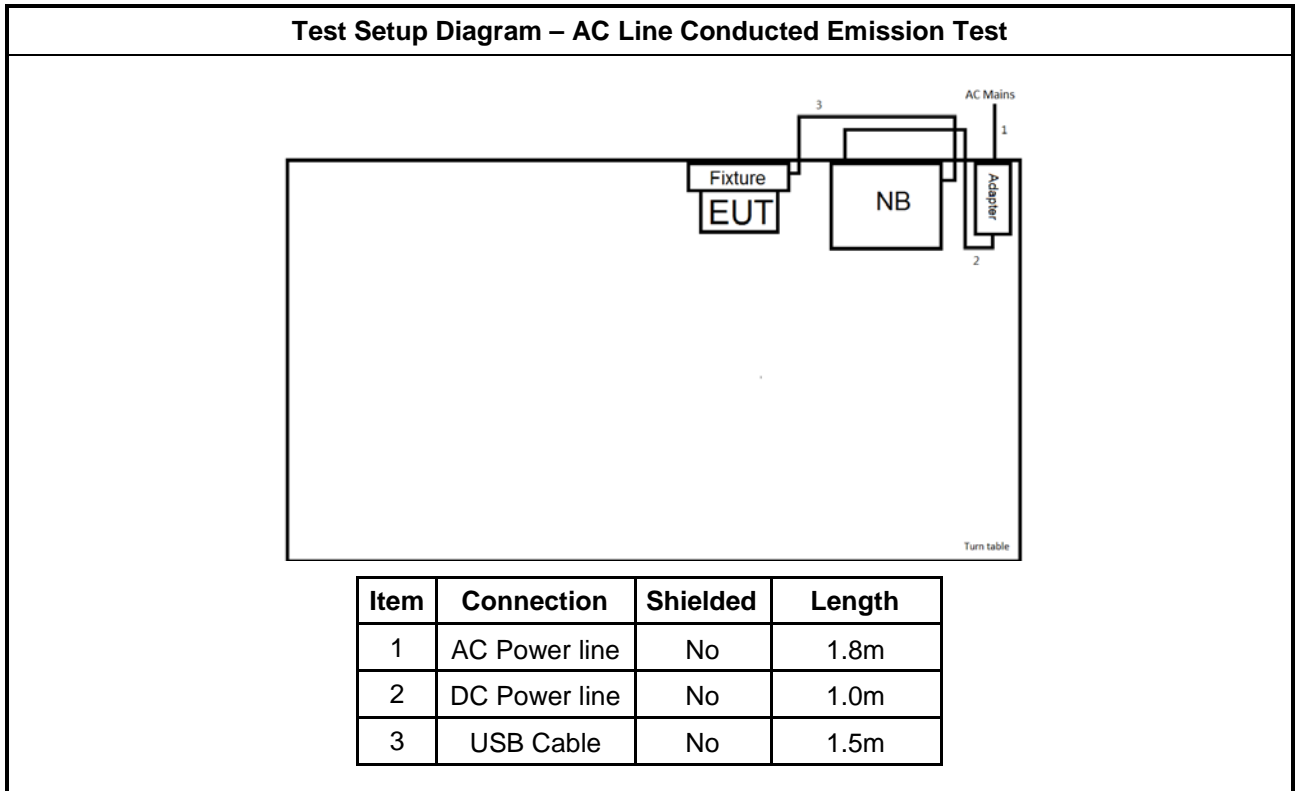 Test Setup Diagram – AC Line Conducted Emission Test
AC Mains
3
1
Fixture
EUT
NB
Adapter
2
Turn table
Item Connection Shielded Length
1 AC Power line No 1.8m
2 DC Power line No 1.0m
3 USB Cable No 1.5m